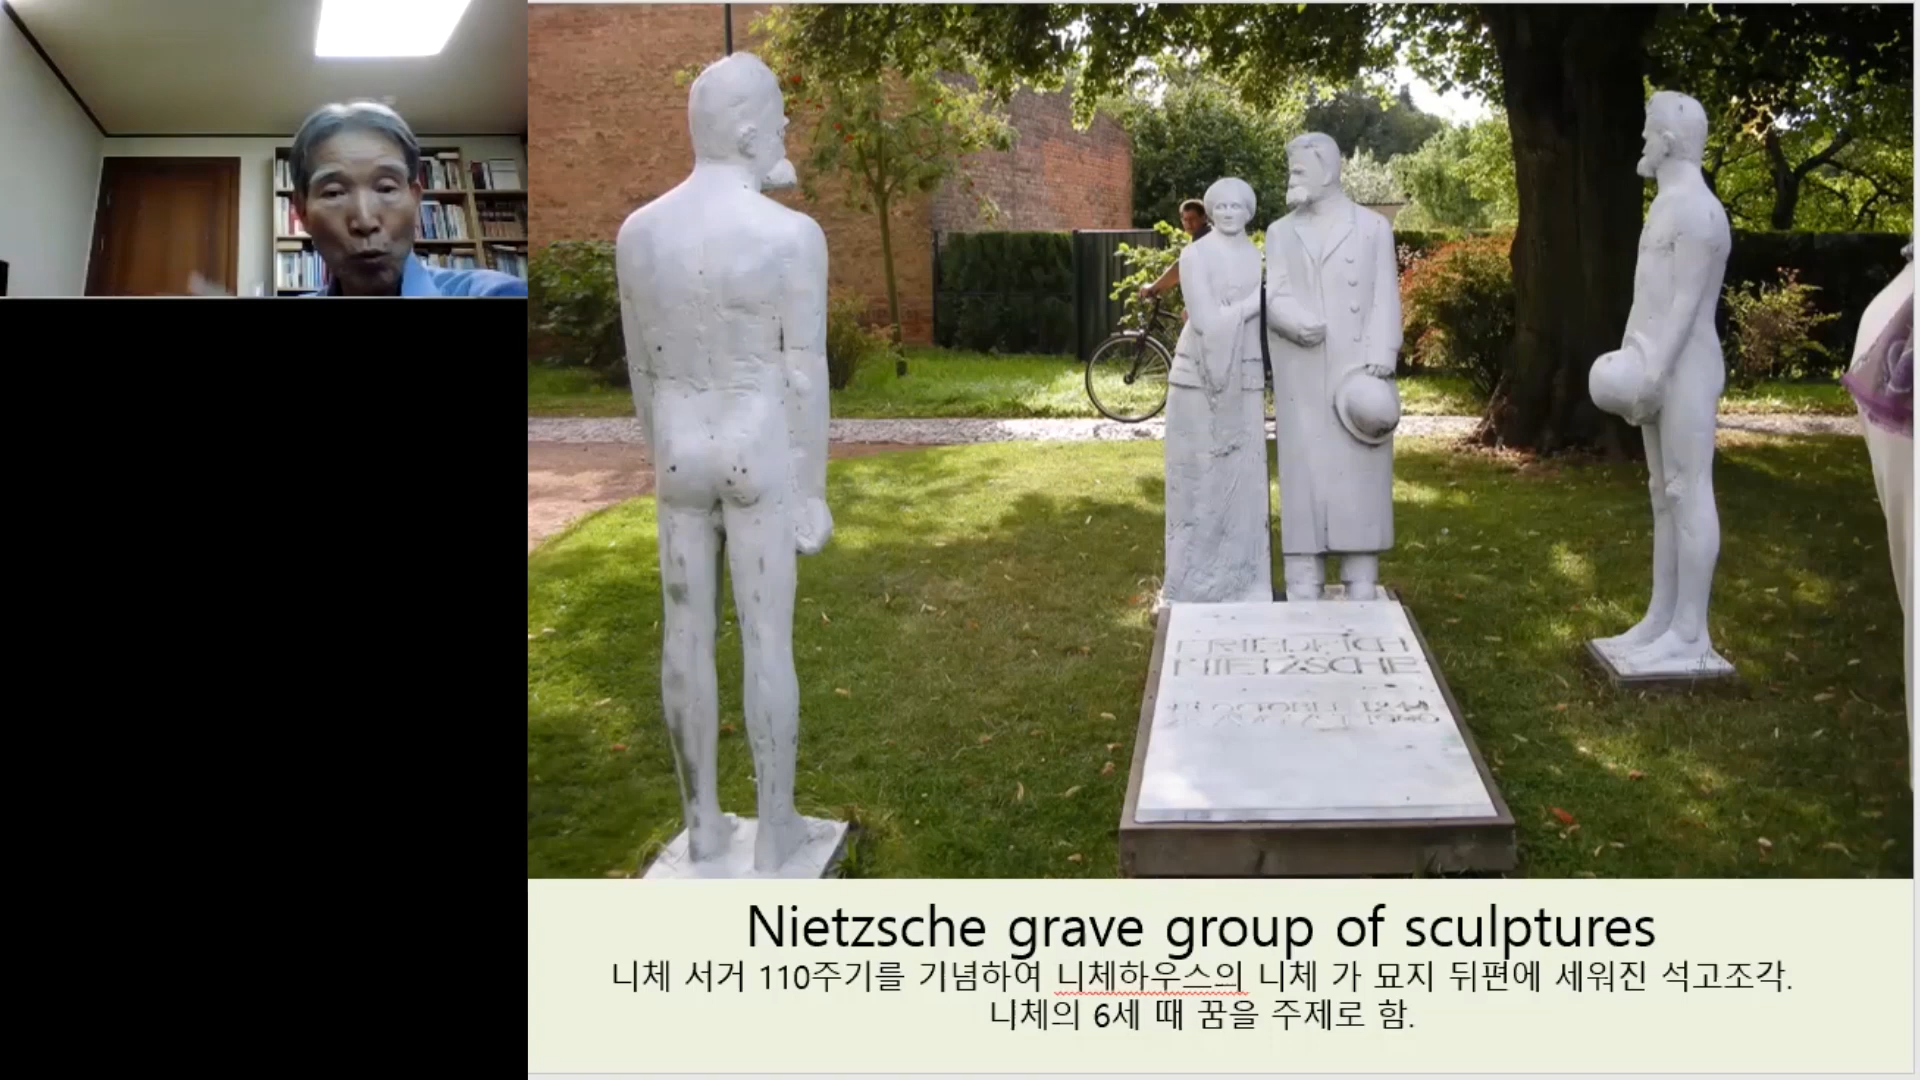 FRIEDRICH
NIETZSCHE
Nietzsche grave group of sculptures
니체 서거 110주기를 기념하여 니체하우스의 니체 가 묘지 뒤편에 세워진 석고조각.
니체의 6세 때 꿈을 주제로 함.